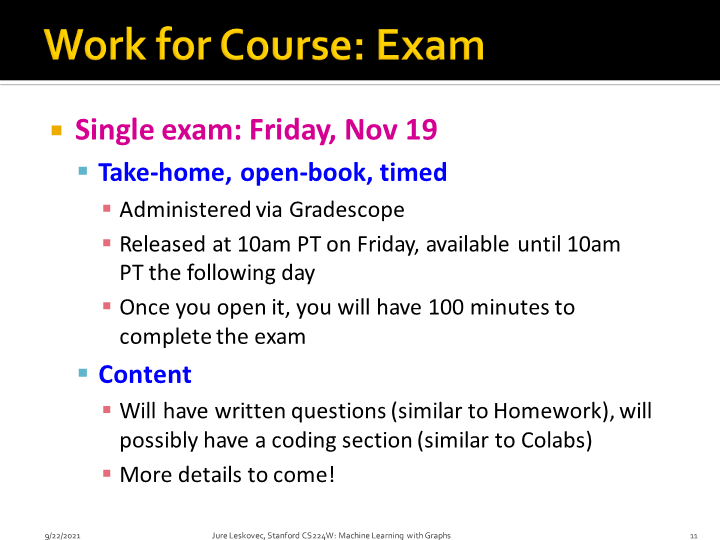 Work for Course: Exam
Single exam: Friday, Nov 19
Take-home, open-book, timed
Administered via Gradescope
Released at 10am PT on Friday, available until 10am
PT the following day
Once you open it, you will have 100 minutes to
complete the exam
Content
Will have written questions (similar to Homework), will
possibly have a coding section (similar to Colabs)
More details to come!
9/22/2021
Jure Leskovec, Stanford CS224W: Machine Learning with Graphs
11